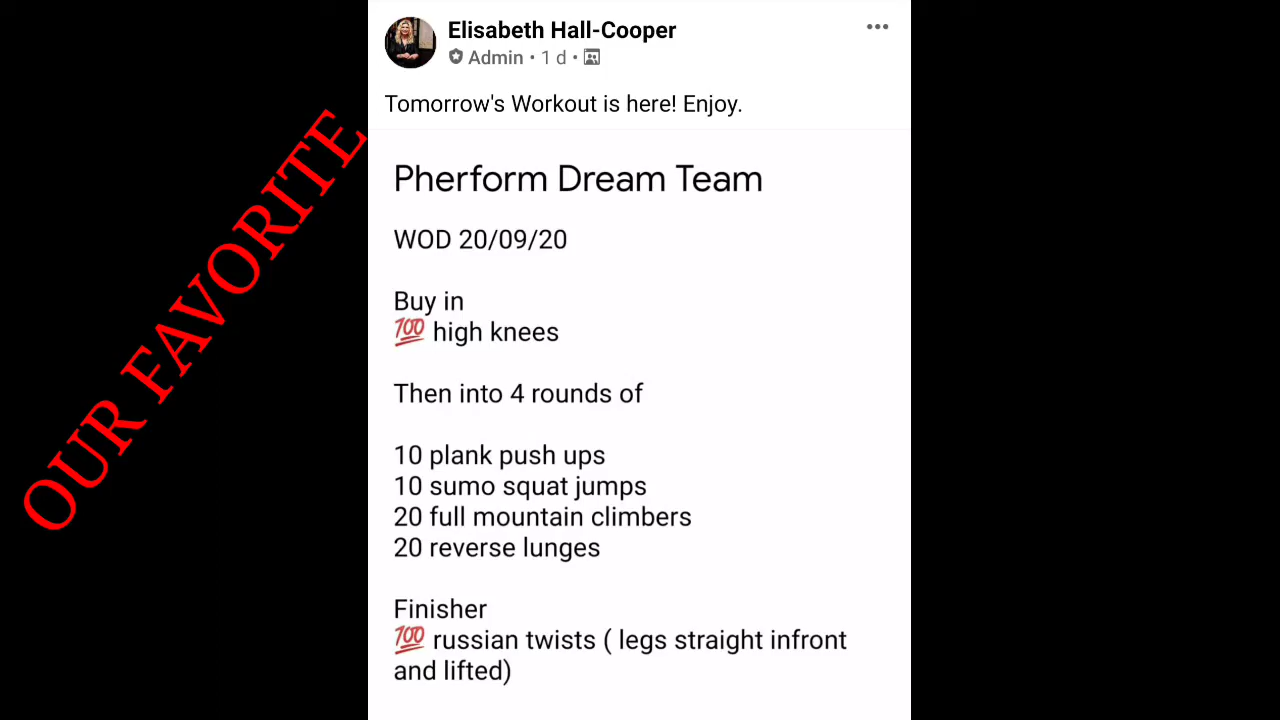 OUR FAVORITE
Elisabeth Hall-Cooper
Admin • 1 d •
Tomorrow's Workout is here! Enjoy.
Pherform Dream Team
WOD 20/09/20
Buy in
💯 high knees
Then into 4 rounds of
10 plank push ups
10 sumo squat jumps
20 full mountain climbers
20 reverse lunges
Finisher
💯 russian twists ( legs straight infront
and lifted)